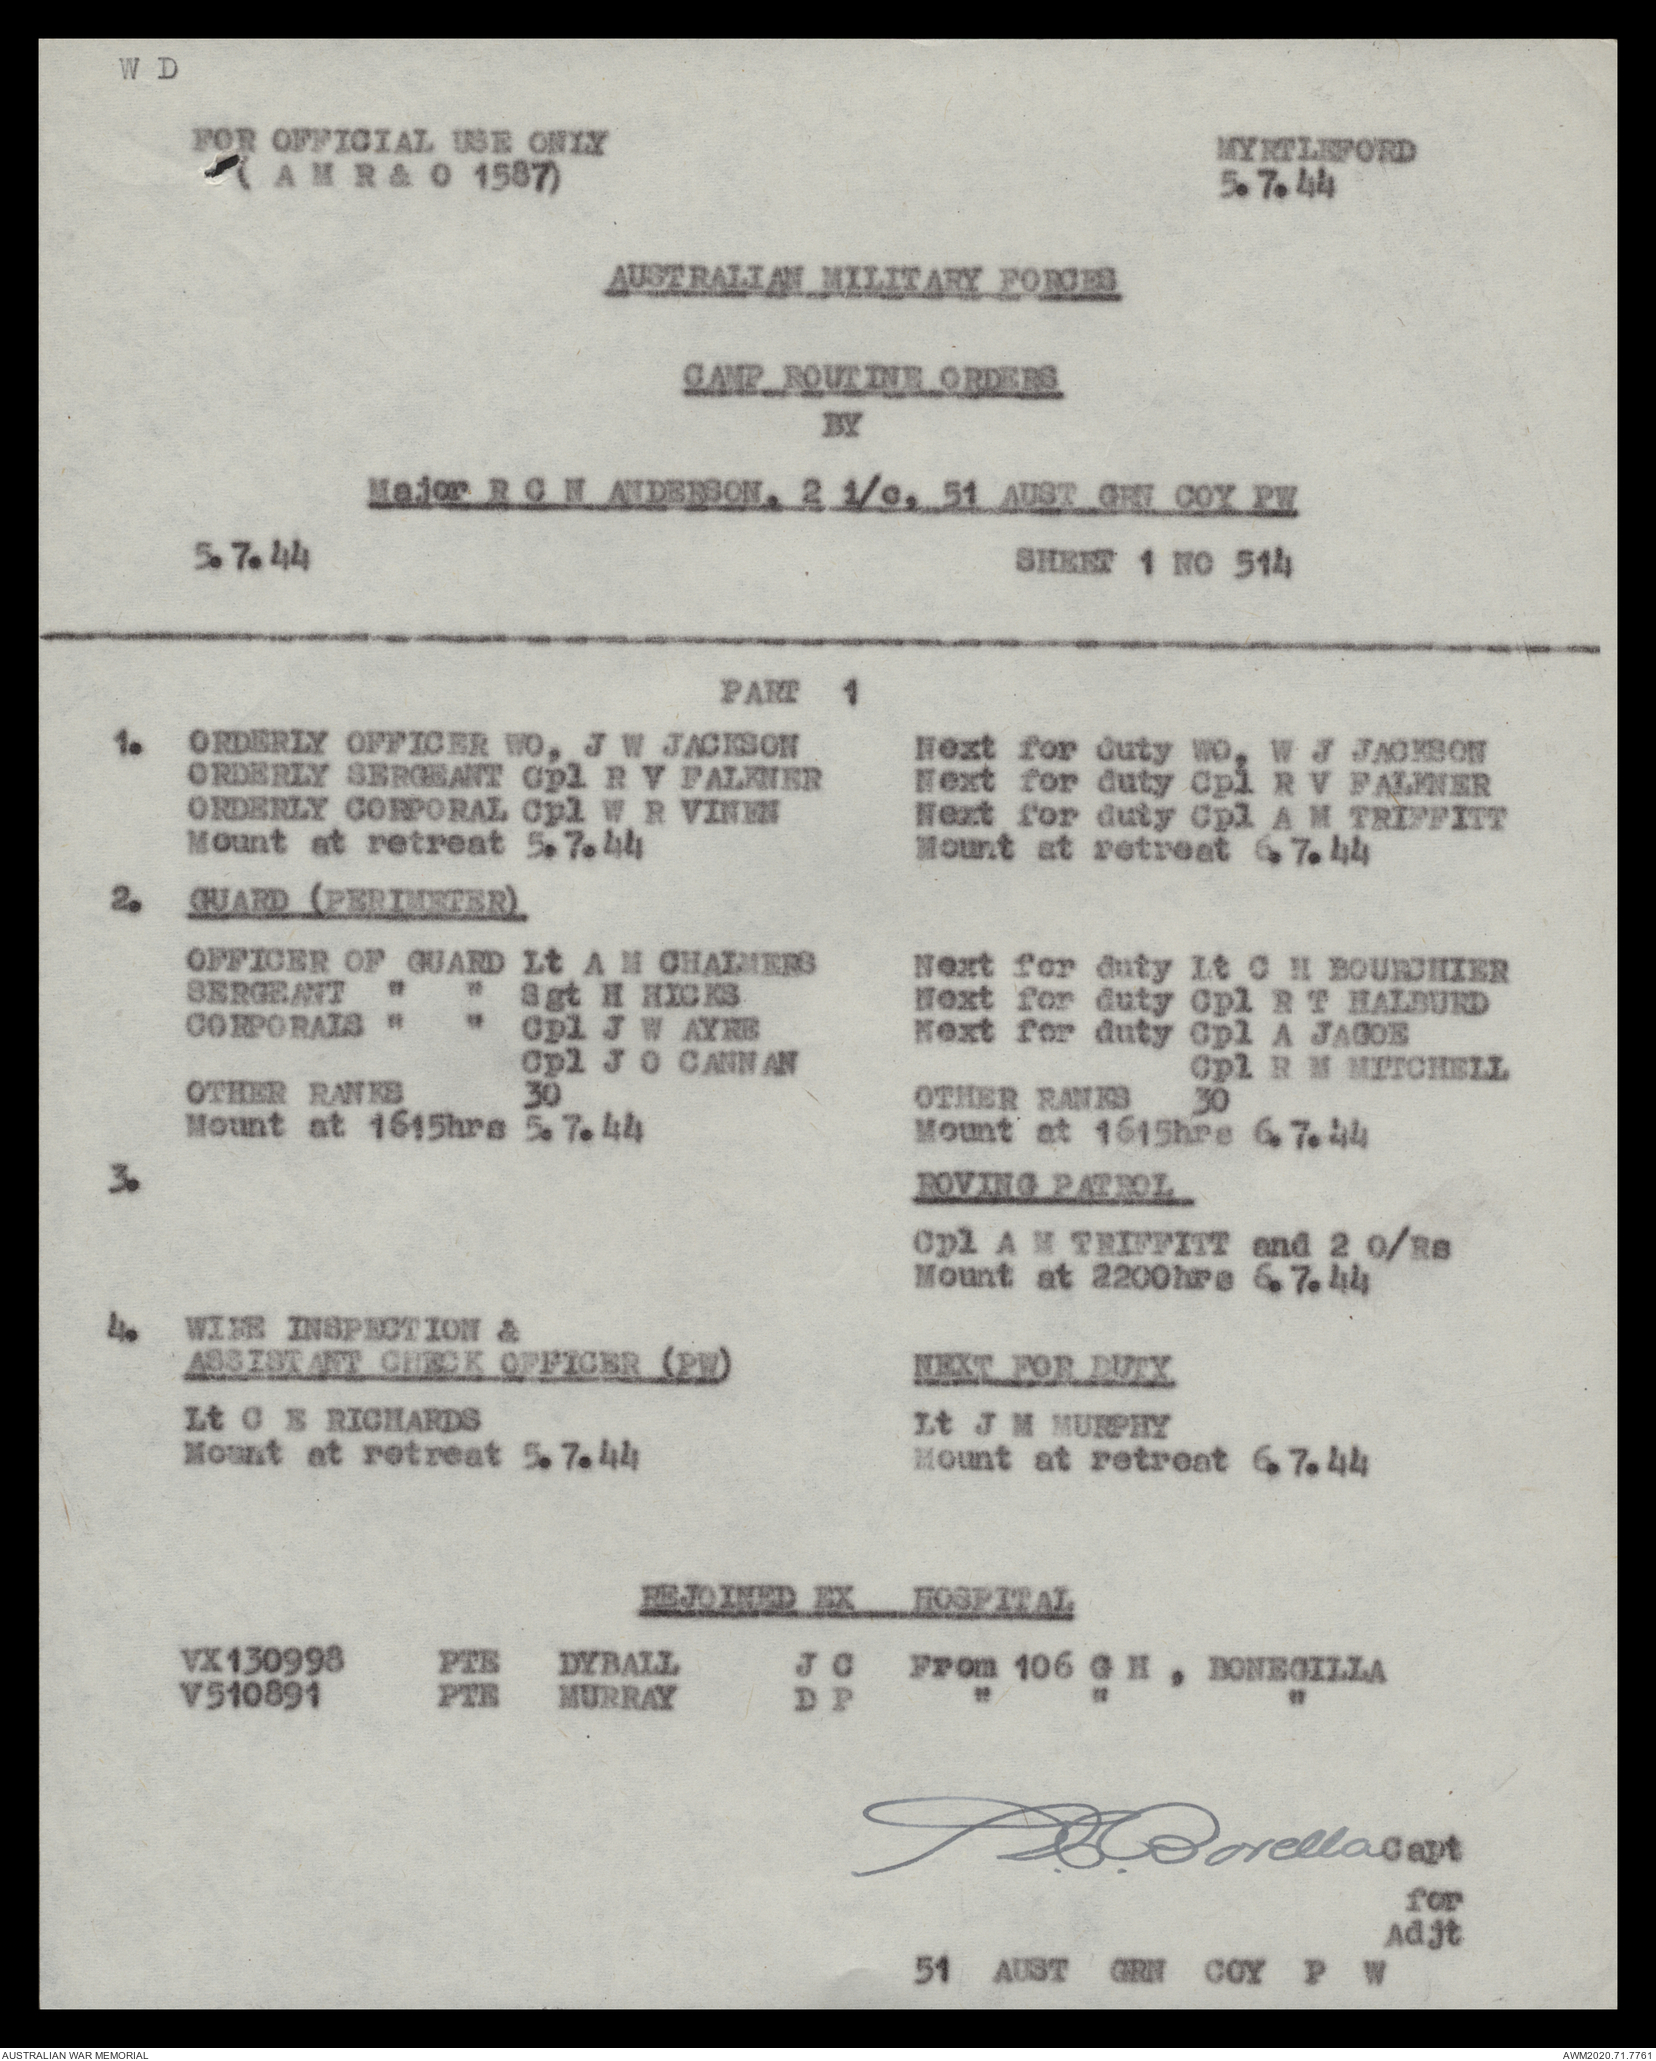 W D
FOR OFFICIAL USE ONLY
( A M R & O 1587)
MYRTLEFORD
5.7.44
AUSTRALIAN MILITARY FORCES
CAMP ROUTINE ORDERS
BY
Major R C N ANDERSON, 2 i/c, 51 AUST GRN COY PW
5.7.44 SHEET 1 NO 514
PART 1
1. ORDERLY OFFICER WO, J W JACKSON Next for duty WO, W J JACKSON
ORDERLY SERGEANT Cpl R V FALKNER Next for duty Cpl R V FALKNER
ORDERLY CORPORAL Cpl W R VINEN Next for duty Cpl A M TRIFFITT
Mount at retreat 5.7.44 Mount at retreat 6.7.44
2. GUARD (PERIMETER)
OFFICER OF GUARD Lt A M CHALMERS Next for duty Lt C H BOURCHIER
SERGEANT " " Sgt H HICKS Next for duty Cpl R T HALBURD
CORPORALS " " Cpl J W AYRE Next for duty Cpl A JAGOE
Cpl J O CANNAN Cpl R M MITCHELL
OTHER RANKS 30 OTHER RANKS 30
Mount at 1615hrs 5.7.44 Mount at 1615hrs 6.7.44
3. ROVING PATROL
Cpl A M TRIFFITT and 2 O/Rs
Mount at 2200hrs 6.7.44
4. WIRE INSPECTION &
ASSISTANT CHECK OFFICER (PW) NEXT FOR DUTY
Lt C E RICHARDS Lt J M MURPHY
Mount at retreat 5.7.44 Mount at retreat 6.7.44
REJOINED EX HOSPITAL
VX130998 PTE DYBALL J C From 106 G H , BONEGILLA
V510891 PTE MURRAY D P " " "
Borella Capt
for
Adjt
51 AUST GRN COY P W
AUSTRALIAN WAR MEMORIAL AWM2020.71.7761